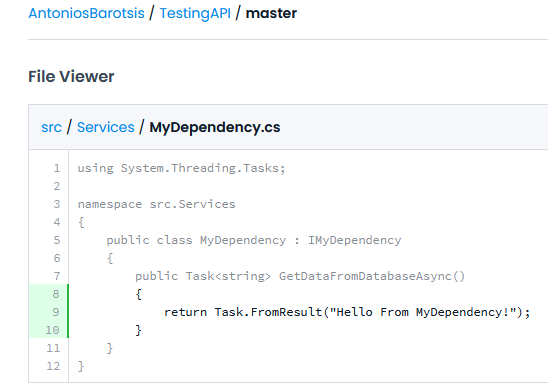 AntoniosBarotsis / TestingAPI / master
File Viewer
src / Services / MyDependency.cs
1 using System.Threading.Tasks;
2
3 namespace src.Services
4 {
5     public class MyDependency : IMyDependency
6     {
7         public Task<string> GetDataFromDatabaseAsync()
8         {
9             return Task.FromResult("Hello From MyDependency!");
10         }
11     }
12 }